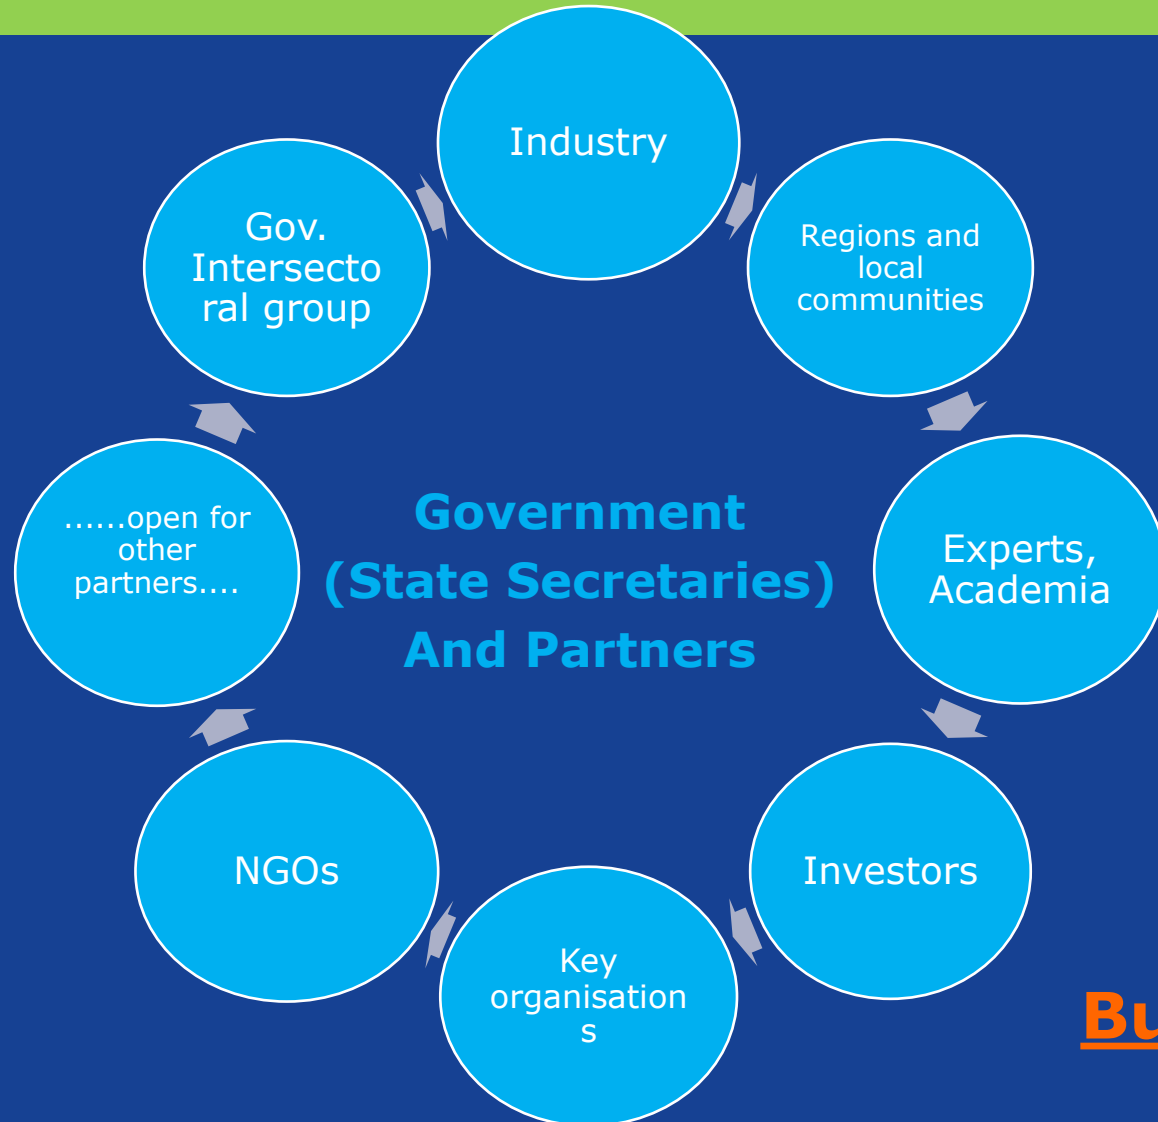 Industry
Regions and
local
communities
Experts,
Academia
Investors
Key
organisation
s
NGOs
......open for
other
partners....
Gov.
Intersecto
ral group
Government
(State Secretaries)
And Partners